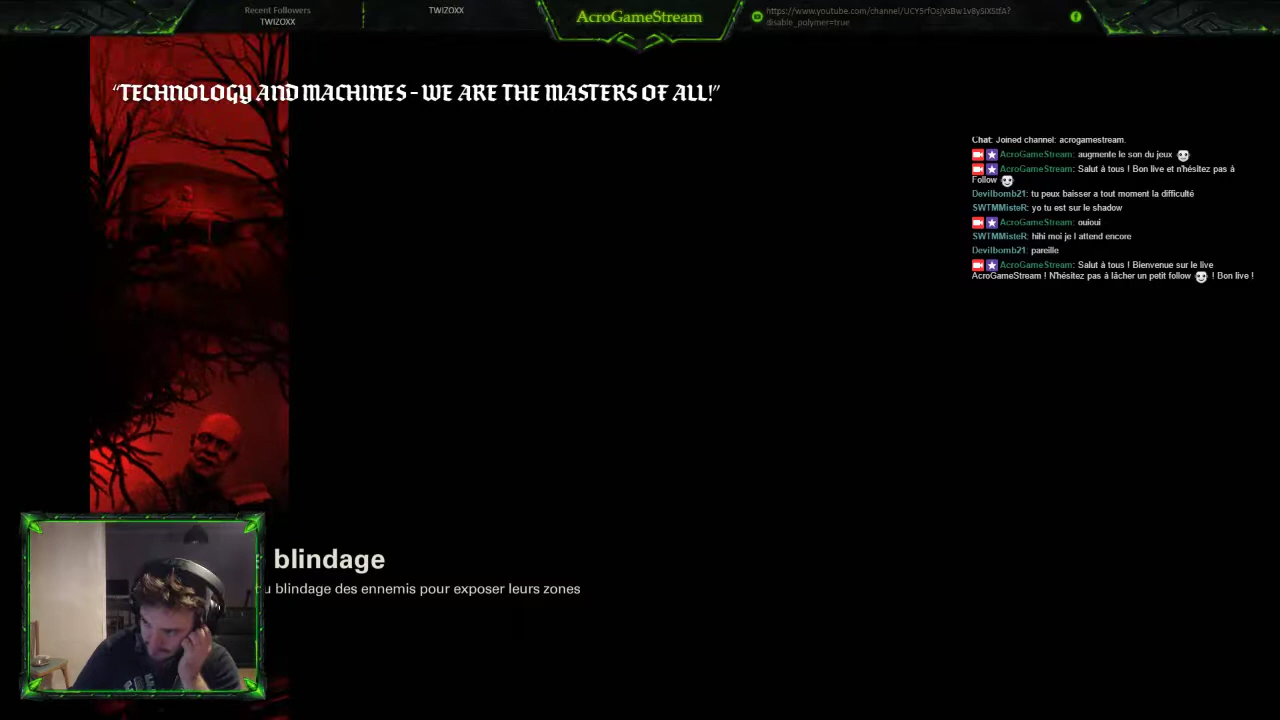 Recent Followers
TWIZOXX
TWIZOXX
AcroGameStream
disable_polymer=true
“TECHNOLOGY AND MACHINES - WE ARE THE MASTERS OF ALL!”
Chat: Joined channel: acrogamestream.
AcroGameStream: augmente le son du jeux
AcroGameStream: Salut à tous ! Bon live et n'hésitez pas à
Follow
Devilbomb21: tu peux baisser a tout moment la difficulté
SWTMMisteR: yo tu est sur le shadow
AcroGameStream: ouioui
SWTMMisteR: hihi moi je l attend encore
Devilbomb21: pareille
AcroGameStream: Salut à tous ! Bienvenue sur le live
AcroGameStream ! N'hésitez pas à lâcher un petit follow ! Bon live !
blindage
blindage des ennemis pour exposer leurs zones